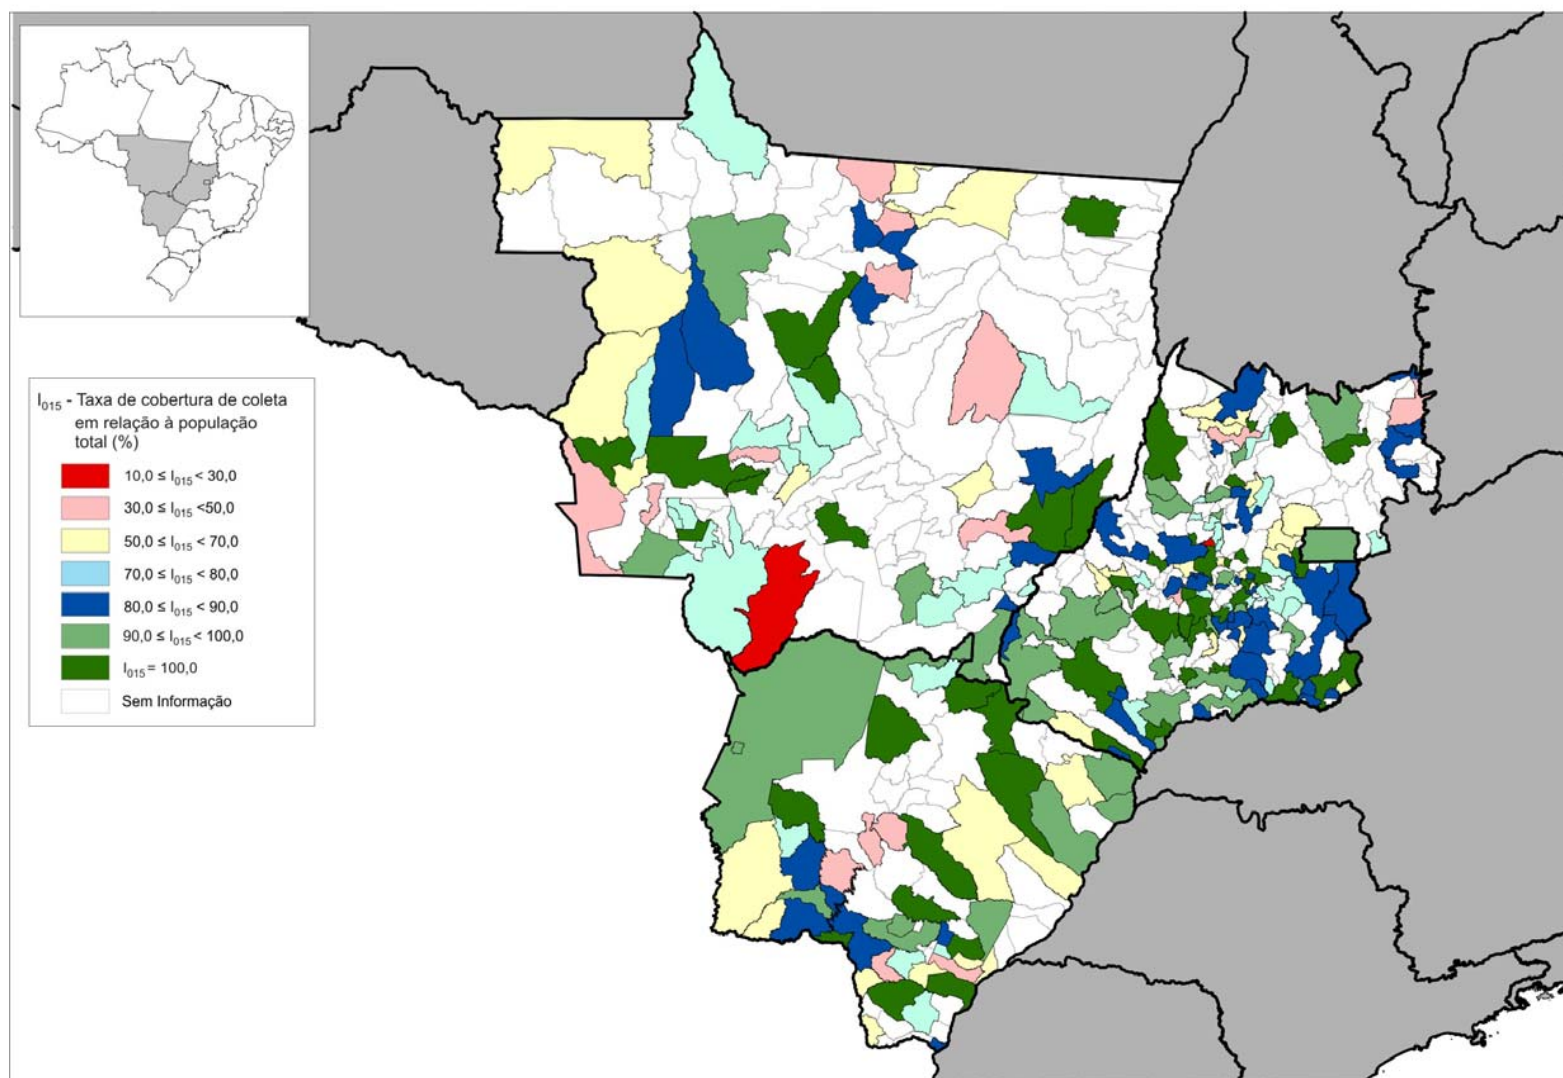 I015 - Taxa de cobertura de coleta
em relação à população
total (%)
10,0 ≤ I015 < 30,0
30,0 ≤ I015 <50,0
50,0 ≤ I015 < 70,0
70,0 ≤ I015 < 80,0
80,0 ≤ I015 < 90,0
90,0 ≤ I015 < 100,0
I015 = 100,0
Sem Informação